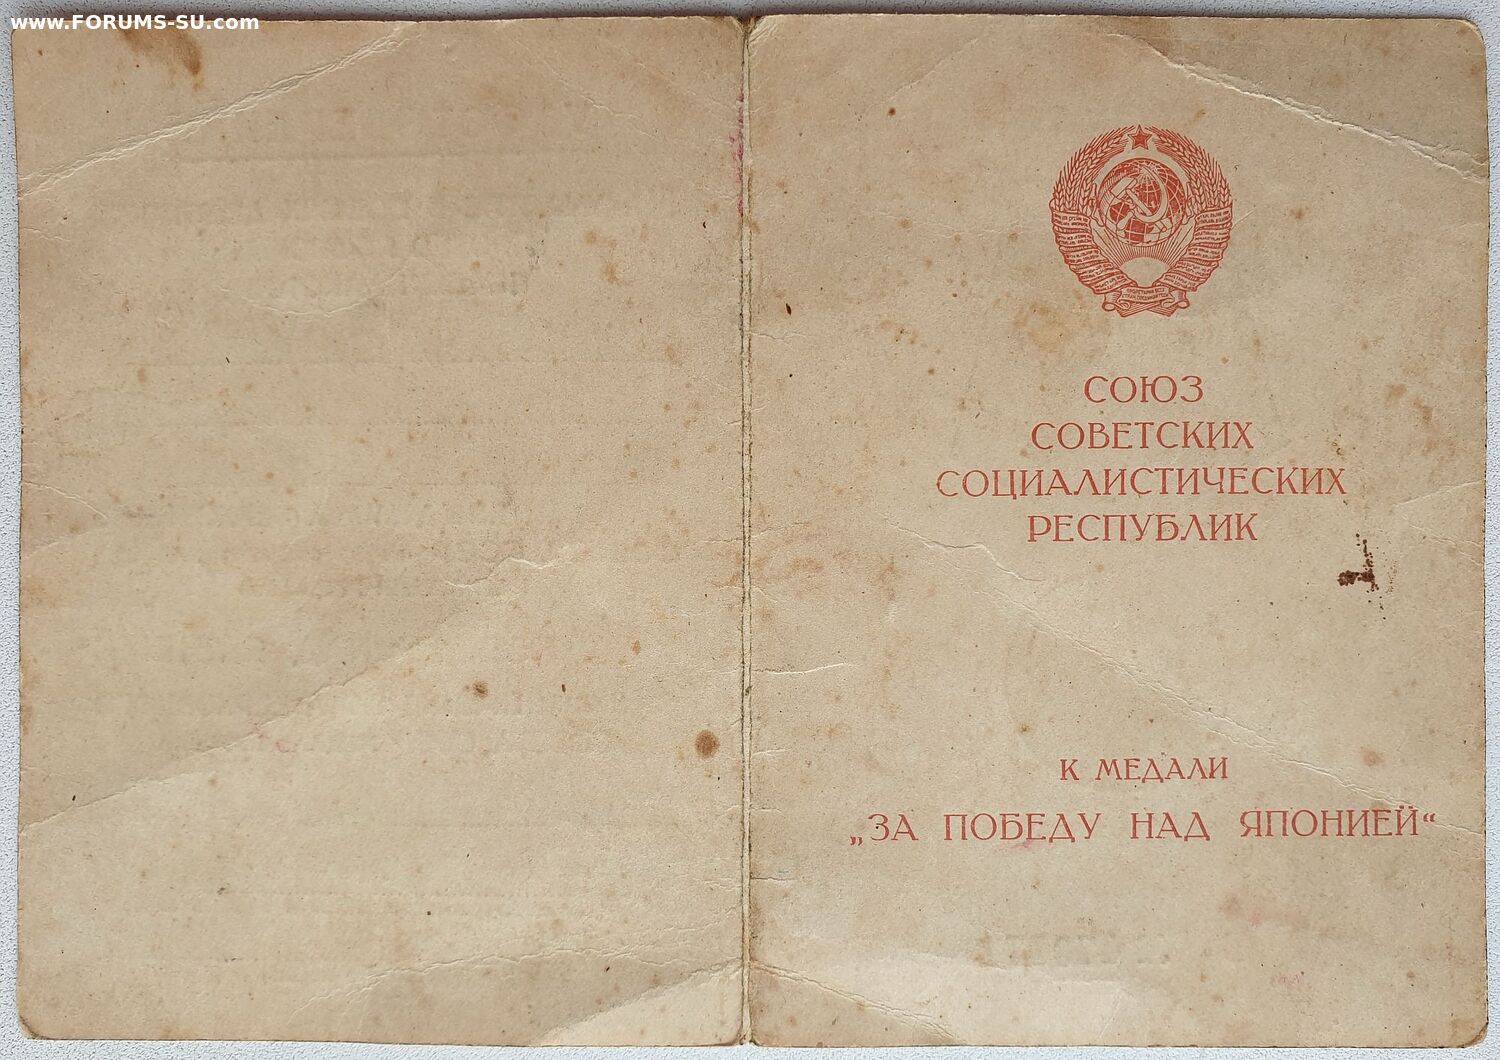 www.FORUMS-SU.com
СОЮЗ
СОВЕТСКИХ
СОЦИАЛИСТИЧЕСКИХ
РЕСПУБЛИК
К МЕДАЛИ
„ЗА ПОБЕДУ НАД ЯПОНИЕЙ“